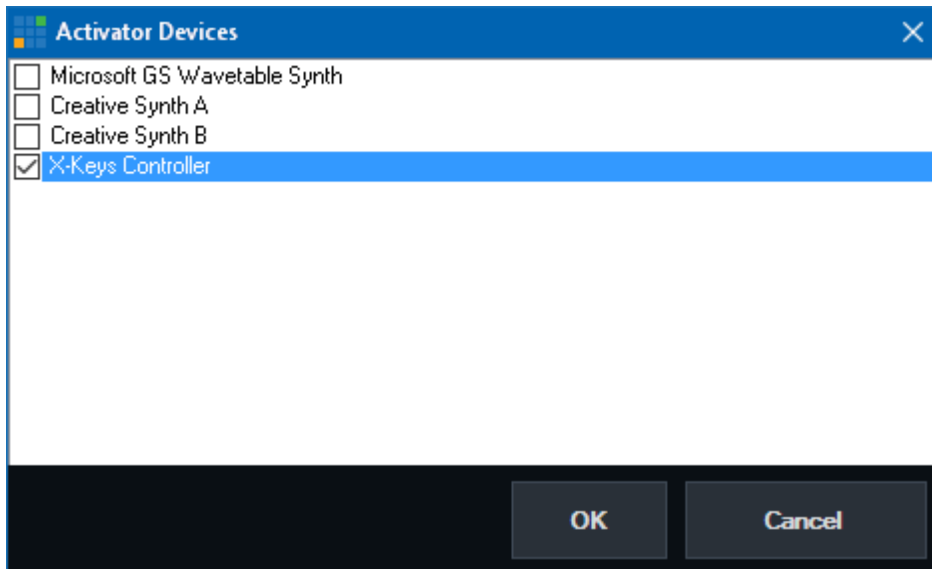 Activator Devices
Microsoft GS Wavetable Synth
Creative Synth A
Creative Synth B
X-Keys Controller
OK
Cancel